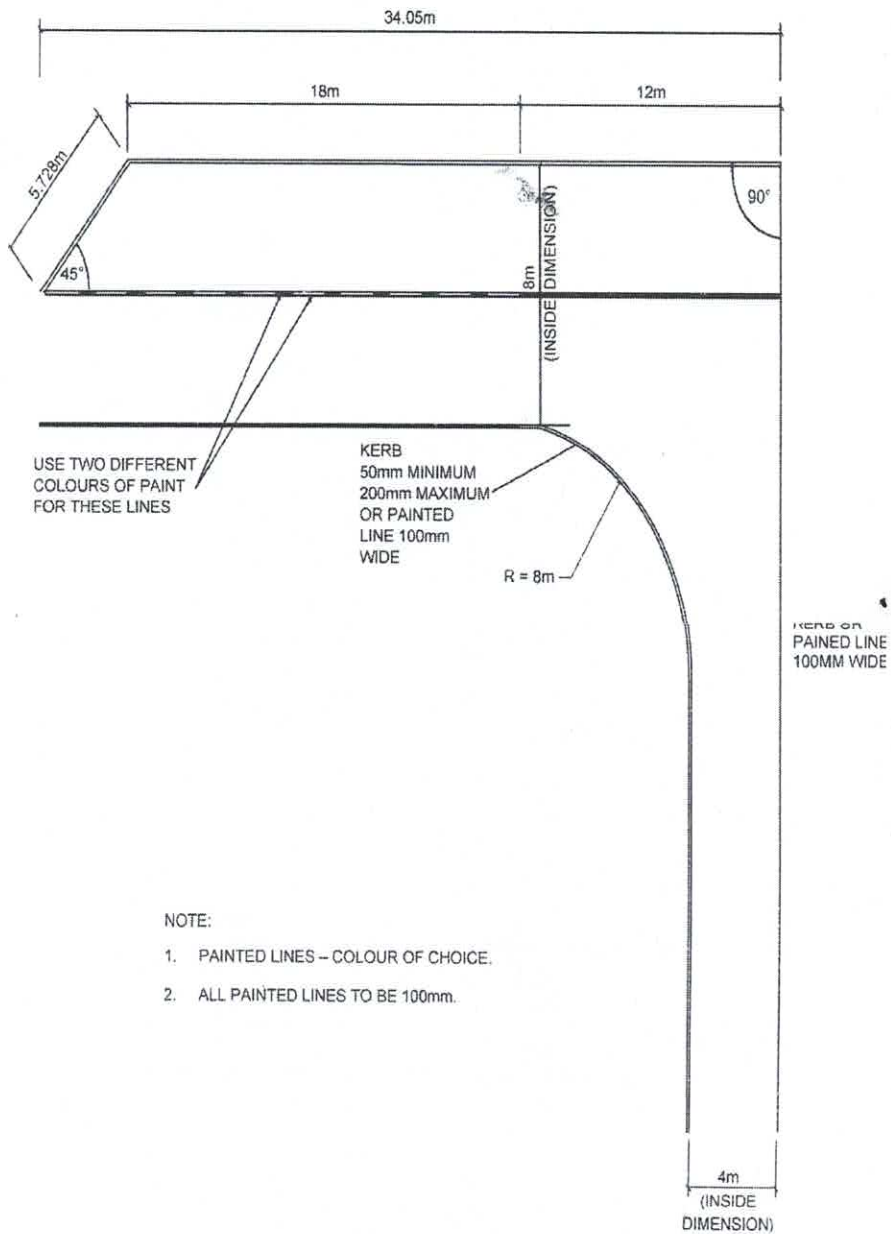 34.05m
18m
12m
5.728m
45°
90°
8m
(INSIDE DIMENSION)
USE TWO DIFFERENT
COLOURS OF PAINT
FOR THESE LINES
KERB
50mm MINIMUM
200mm MAXIMUM
OR PAINTED
LINE 100mm
WIDE
R = 8m
KERB OR
PAINED LINE
100MM WIDE
NOTE:
1. PAINTED LINES – COLOUR OF CHOICE.
2. ALL PAINTED LINES TO BE 100mm.
4m
(INSIDE
DIMENSION)